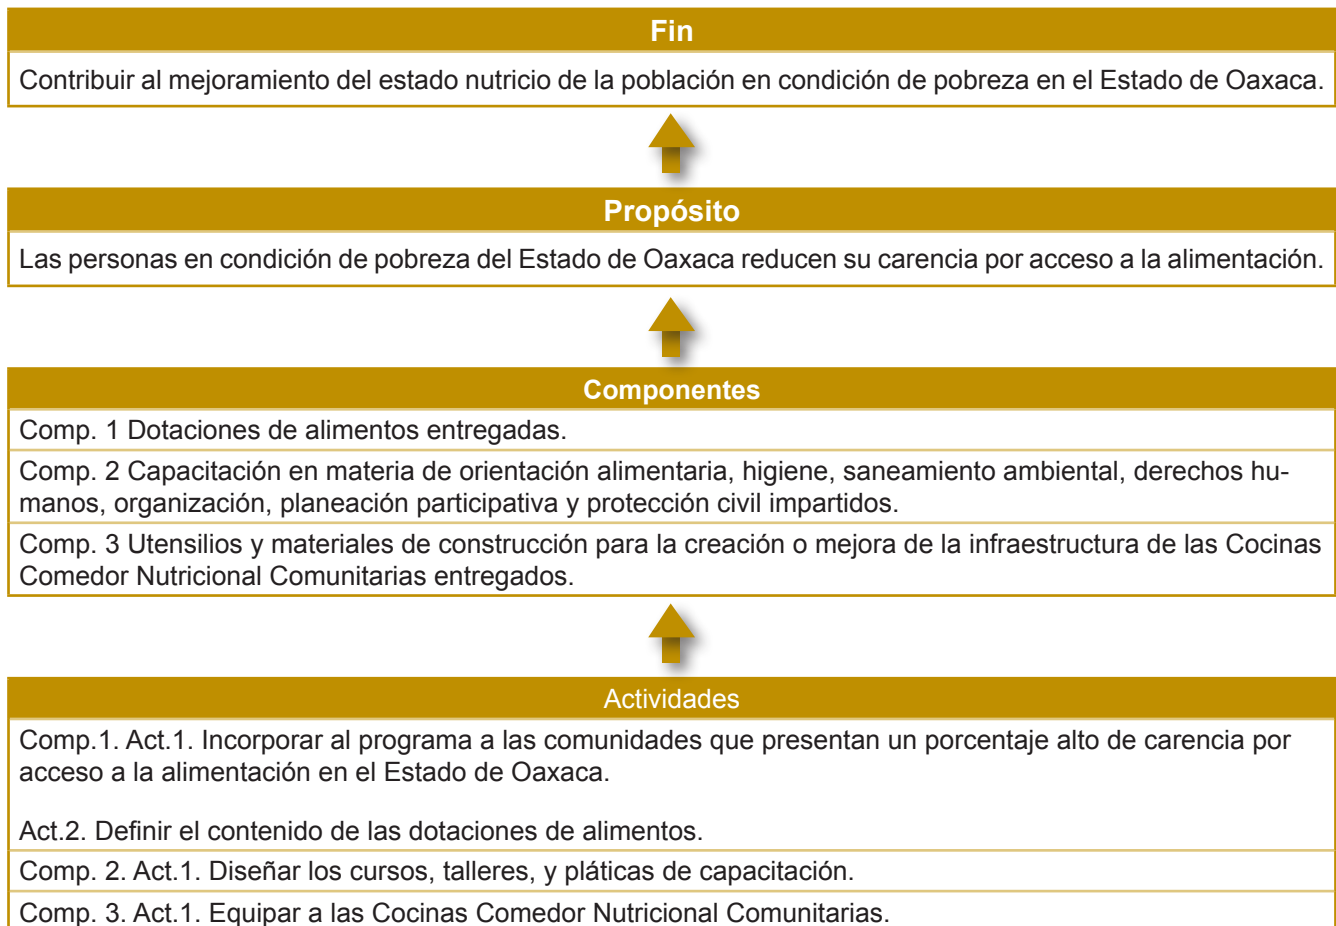 Fin
Contribuir al mejoramiento del estado nutricio de la población en condición de pobreza en el Estado de Oaxaca.
Propósito
Las personas en condición de pobreza del Estado de Oaxaca reducen su carencia por acceso a la alimentación.
Componentes
Comp. 1 Dotaciones de alimentos entregadas.
Comp. 2 Capacitación en materia de orientación alimentaria, higiene, saneamiento ambiental, derechos hu-
manos, organización, planeación participativa y protección civil impartidos.
Comp. 3 Utensilios y materiales de construcción para la creación o mejora de la infraestructura de las Cocinas
Comedor Nutricional Comunitarias entregados.
Actividades
Comp.1. Act.1. Incorporar al programa a las comunidades que presentan un porcentaje alto de carencia por
acceso a la alimentación en el Estado de Oaxaca.
Act.2. Definir el contenido de las dotaciones de alimentos.
Comp. 2. Act.1. Diseñar los cursos, talleres, y pláticas de capacitación.
Comp. 3. Act.1. Equipar a las Cocinas Comedor Nutricional Comunitarias.